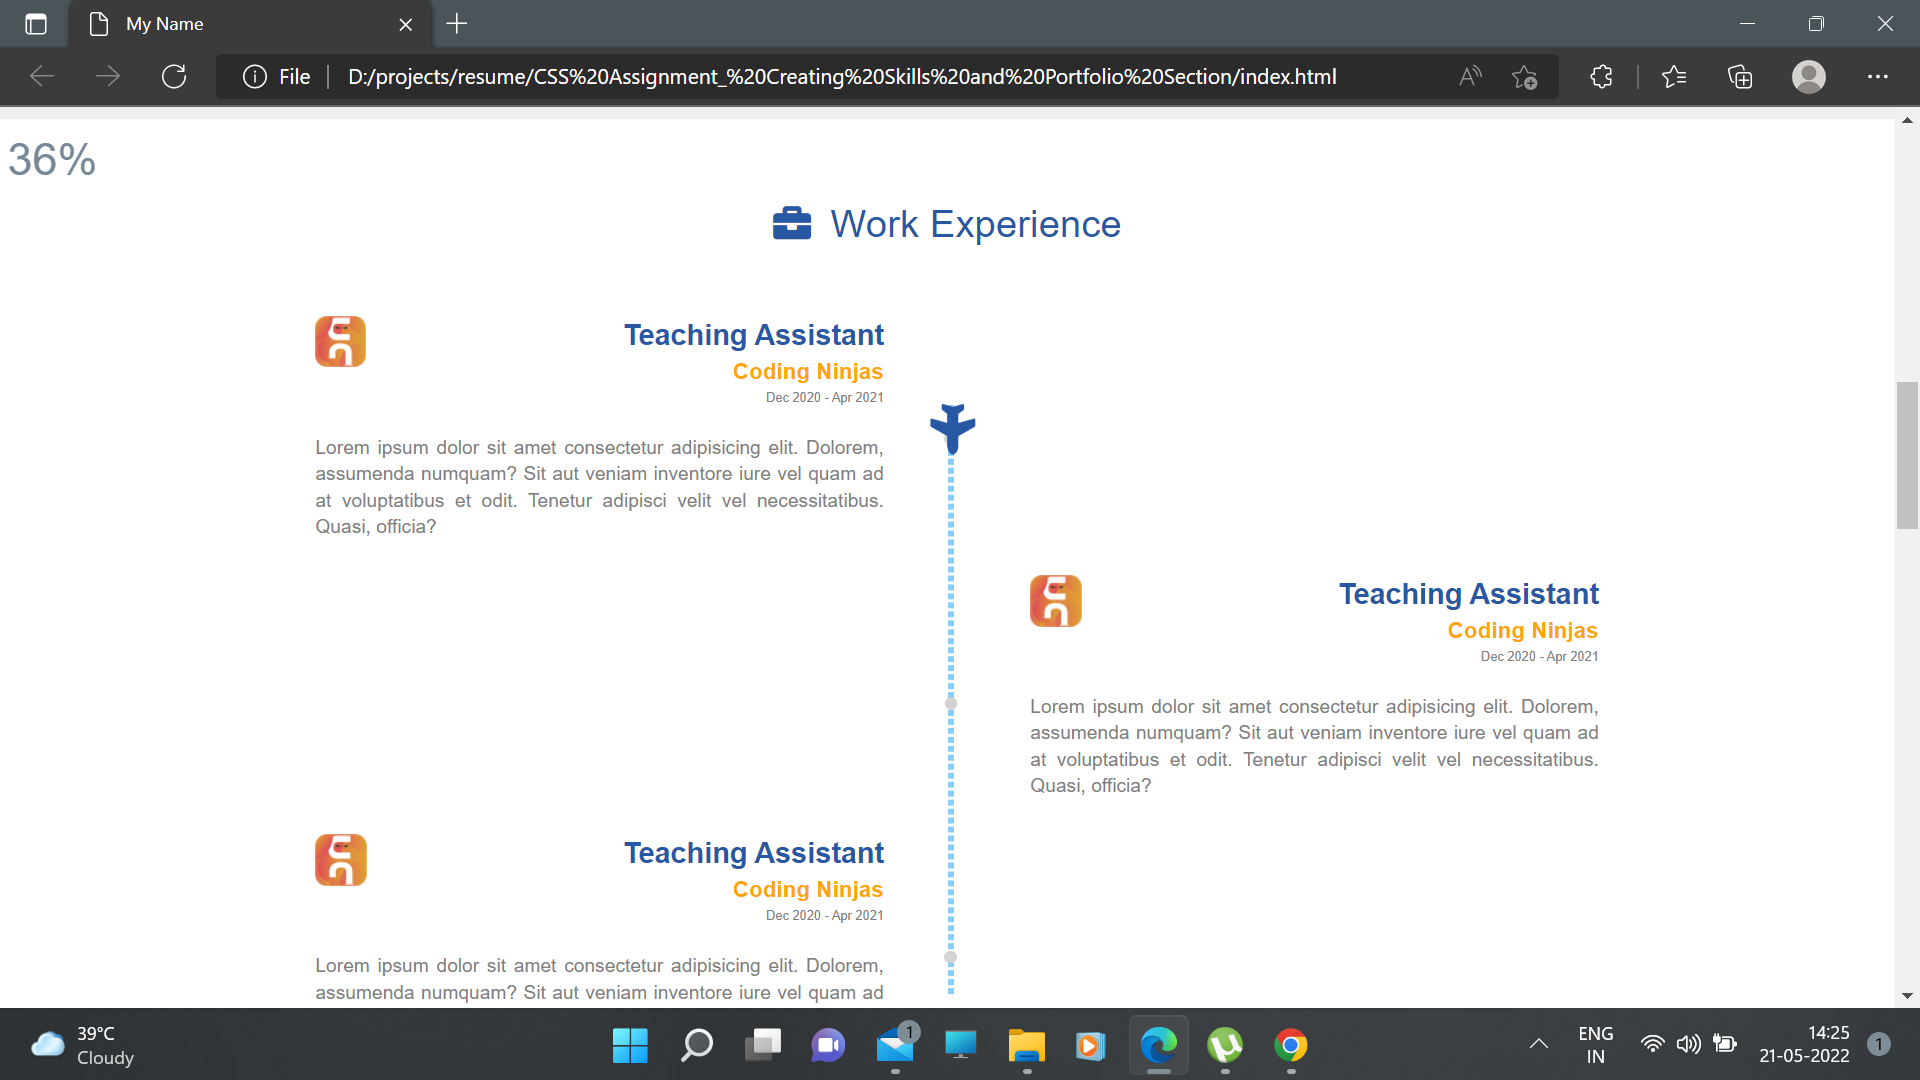 My Name
File
D:/projects/resume/CSS%20Assignment_%20Creating%20Skills%20and%20Portfolio%20Section/index.html
36%
Work Experience
Teaching Assistant
Coding Ninjas
Dec 2020 - Apr 2021
Lorem ipsum dolor sit amet consectetur adipisicing elit. Dolorem,
assumenda numquam? Sit aut veniam inventore iure vel quam ad
at voluptatibus et odit. Tenetur adipisci velit vel necessitatibus.
Quasi, officia?
Teaching Assistant
Coding Ninjas
Dec 2020 - Apr 2021
Lorem ipsum dolor sit amet consectetur adipisicing elit. Dolorem,
assumenda numquam? Sit aut veniam inventore iure vel quam ad
at voluptatibus et odit. Tenetur adipisci velit vel necessitatibus.
Quasi, officia?
Teaching Assistant
Coding Ninjas
Dec 2020 - Apr 2021
Lorem ipsum dolor sit amet consectetur adipisicing elit. Dolorem,
assumenda numquam? Sit aut veniam inventore iure vel quam ad
39°C
Cloudy
1
ENG
IN
14:25
21-05-2022
1